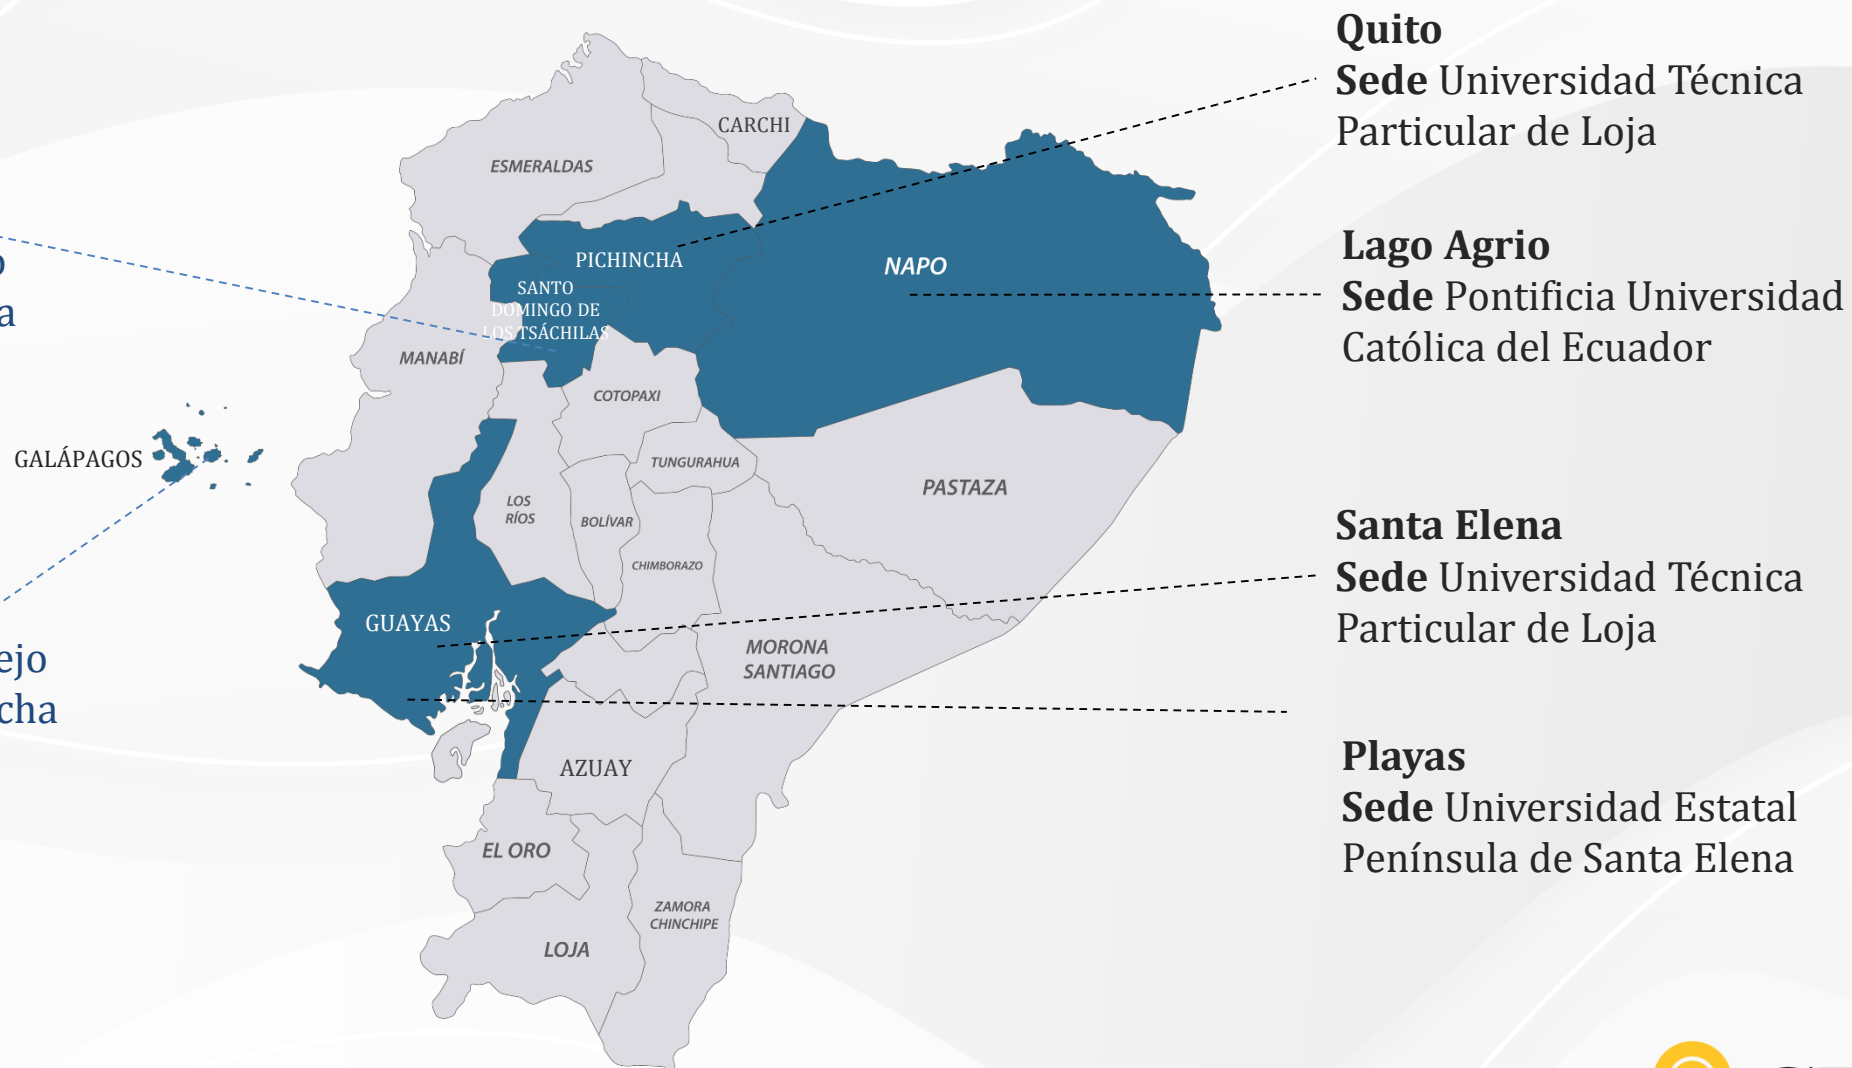 Quito
Sede Universidad Técnica
Particular de Loja
Lago Agrio
Sede Pontificia Universidad
Católica del Ecuador
Santa Elena
Sede Universidad Técnica
Particular de Loja
Playas
Sede Universidad Estatal
Península de Santa Elena
CARCHI
ESMERALDAS
PICHINCHA
NAPO
SANTO
DOMINGO DE
LOS TSÁCHILAS
MANABÍ
COTOPAXI
GALÁPAGOS
TUNGURAHUA
PASTAZA
LOS
RÍOS
BOLÍVAR
CHIMBORAZO
GUAYAS
MORONA
SANTIAGO
AZUAY
EL ORO
ZAMORA
CHINCHIPE
LOJA